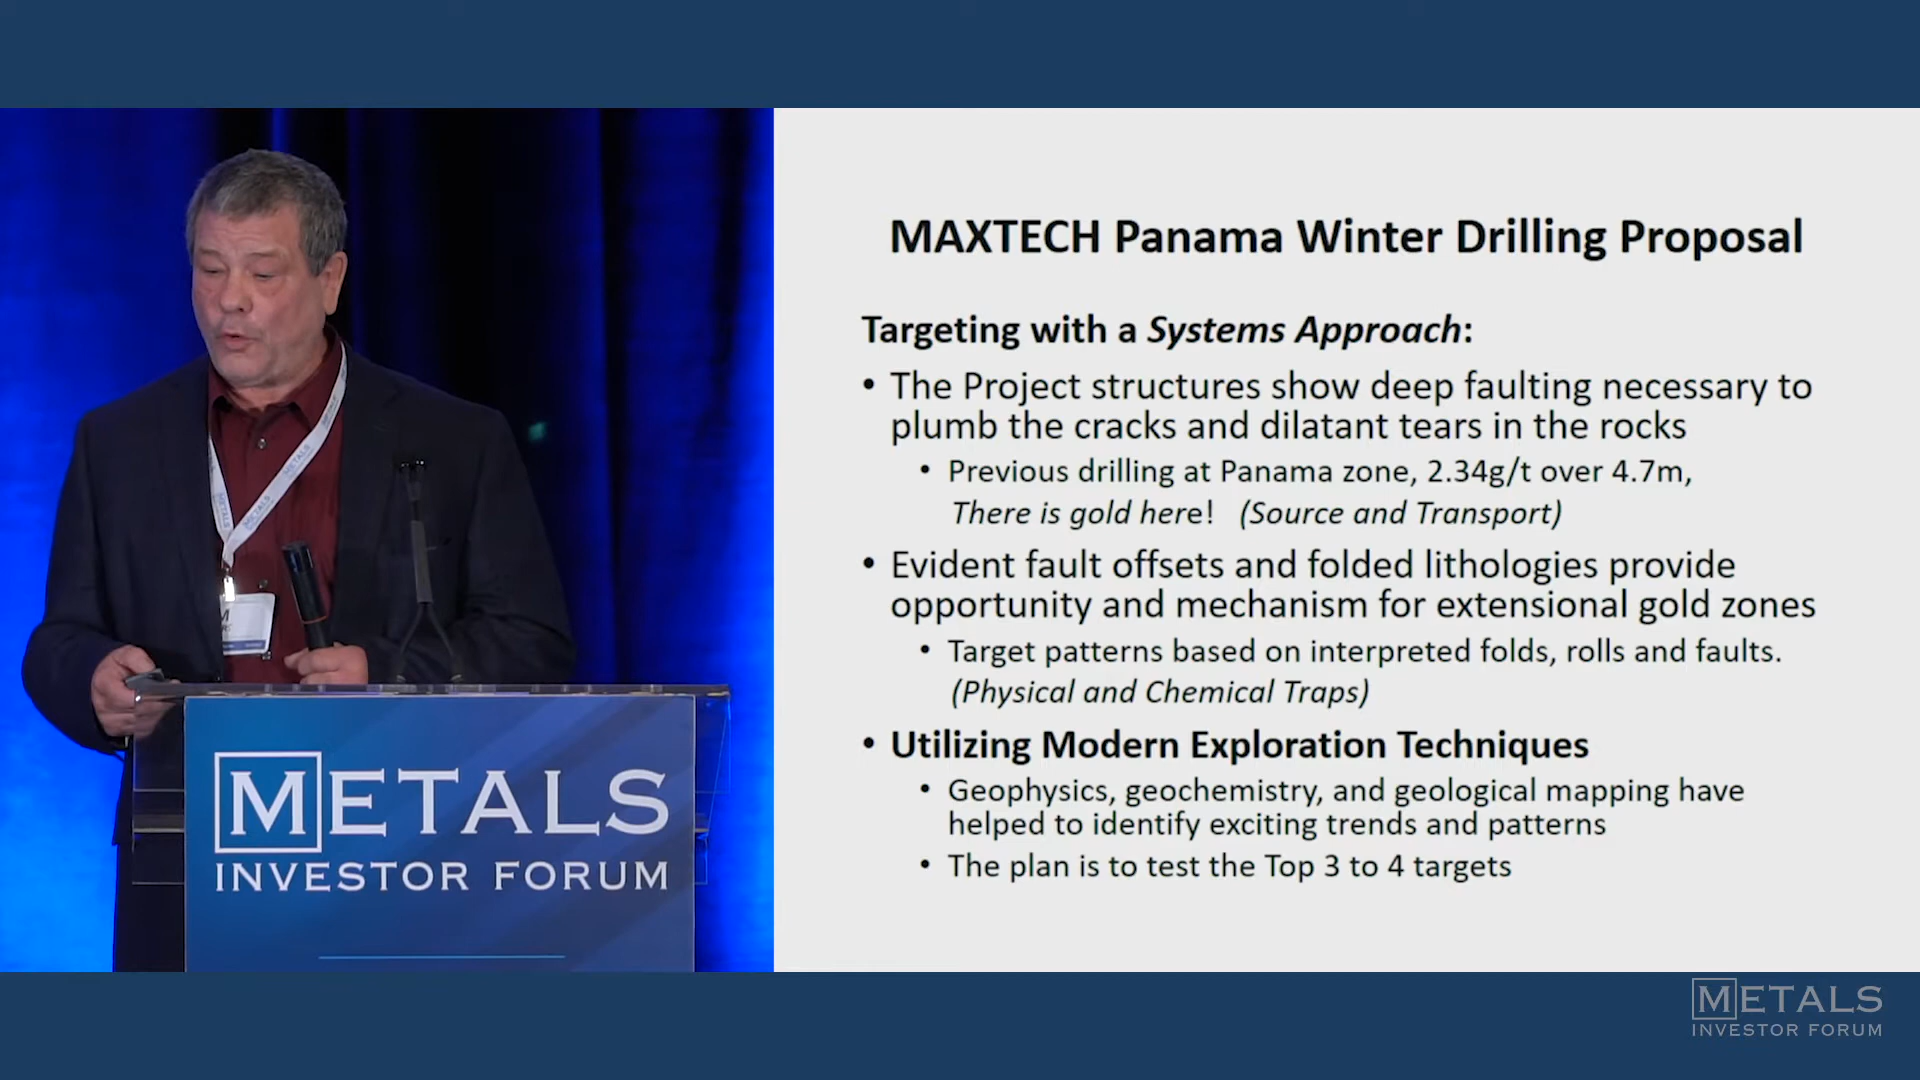 MAXTECH Panama Winter Drilling Proposal
Targeting with a Systems Approach:
• The Project structures show deep faulting necessary to
plumb the cracks and dilatant tears in the rocks
• Previous drilling at Panama zone, 2.34g/t over 4.7m,
There is gold here! (Source and Transport)
• Evident fault offsets and folded lithologies provide
opportunity and mechanism for extensional gold zones
• Target patterns based on interpreted folds, rolls and faults.
(Physical and Chemical Traps)
• Utilizing Modern Exploration Techniques
• Geophysics, geochemistry, and geological mapping have
helped to identify exciting trends and patterns
• The plan is to test the Top 3 to 4 targets
METALS
METALS
METALS
INVESTOR FORUM
METALS
INVESTOR FORUM